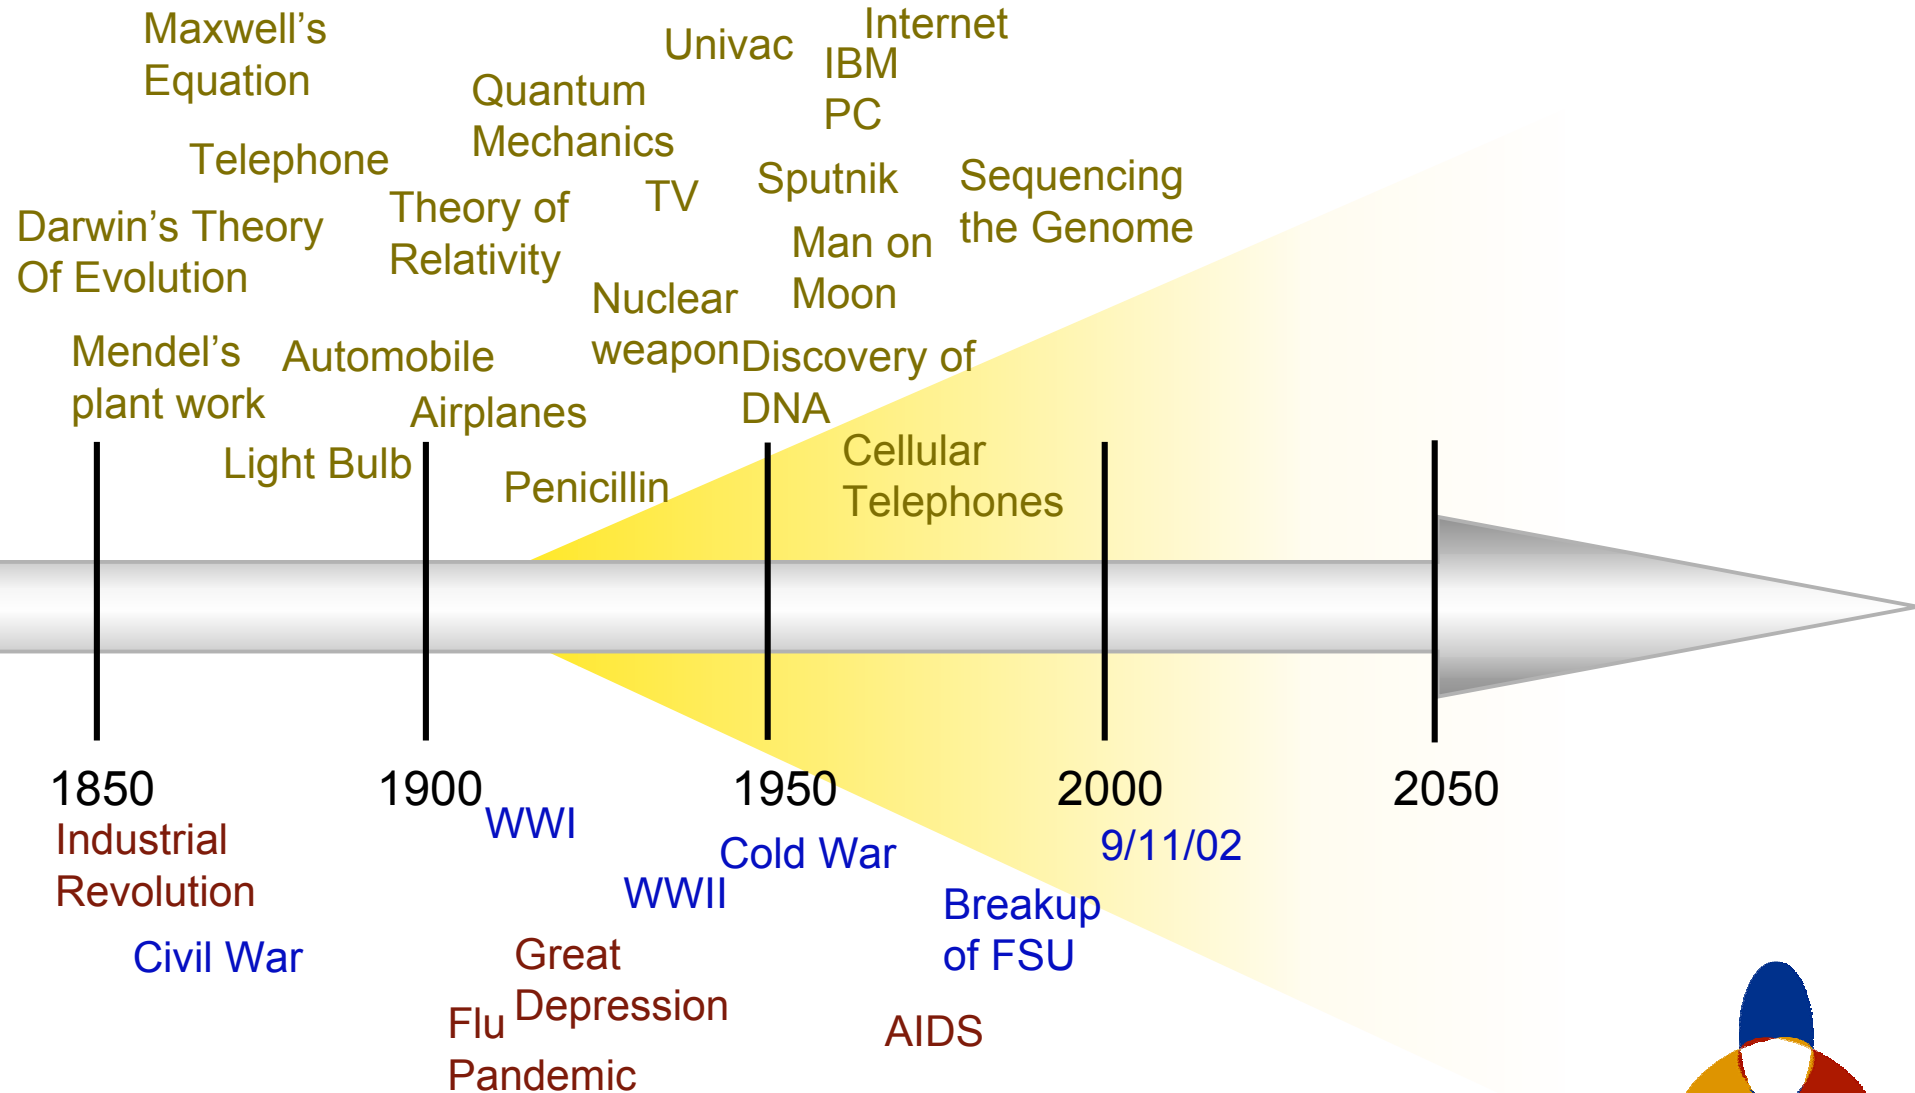 Maxwell's
Equation
Univac
Internet
IBM
PC
Quantum
Mechanics
Telephone
TV
Sputnik
Sequencing
the Genome
Darwin's Theory
Of Evolution
Theory of
Relativity
Man on
Moon
Nuclear
weapon
Mendel's
plant work
Automobile
Discovery of
DNA
Airplanes
Light Bulb
Penicillin
Cellular
Telephones
1850
1900
1950
2000
2050
Industrial
Revolution
WWI
Cold War
9/11/02
WWII
Breakup
of FSU
Civil War
Great
Depression
Flu
Pandemic
AIDS